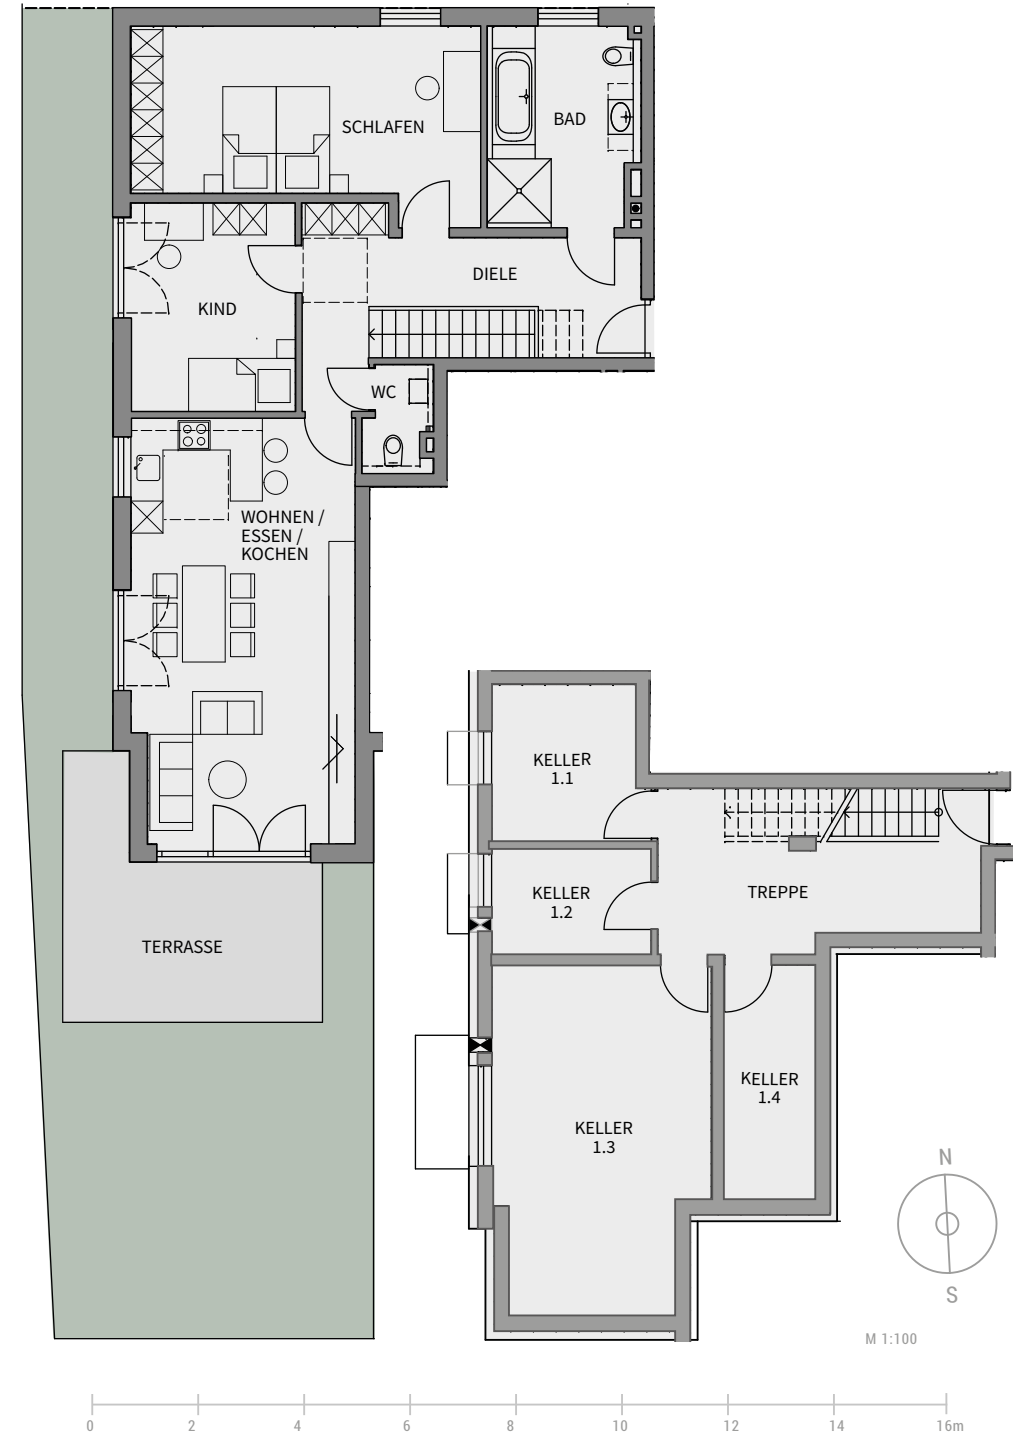 SCHLAFEN
BAD
DIELE
KIND
WC
WOHNEN /
ESSEN /
KOCHEN
TERRASSE
KELLER
1.1
KELLER
1.2
TREPPE
KELLER
1.3
KELLER
1.4
N
S
M 1:100
0 2 4 6 8 10 12 14 16m